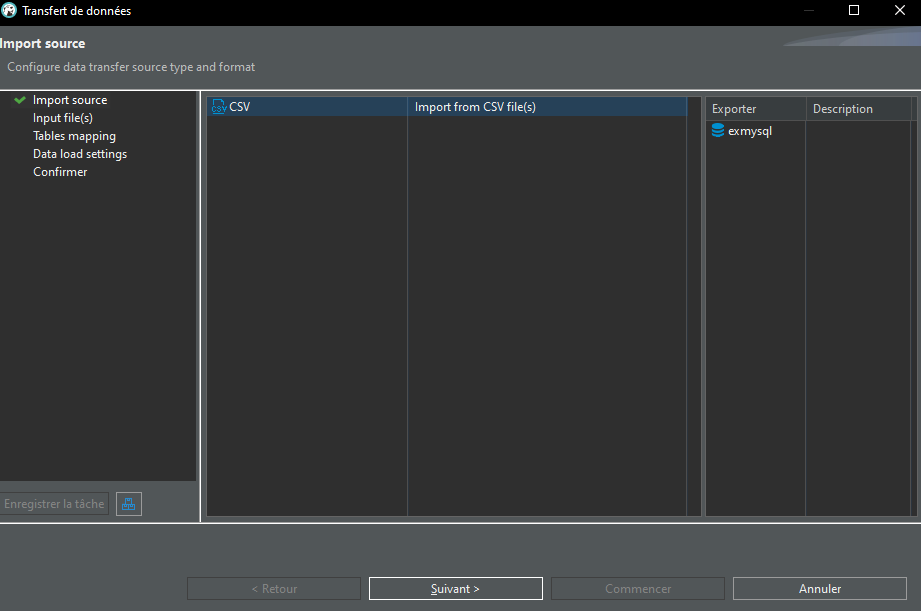 Transfert de données
Import source
Configure data transfer source type and format
Import source
Input file(s)
Tables mapping
Data load settings
Confirmer
CSV CSV Import from CSV file(s)
Exporter Description
exmysql
Enregistrer la tâche
< Retour Suivant > Commencer Annuler